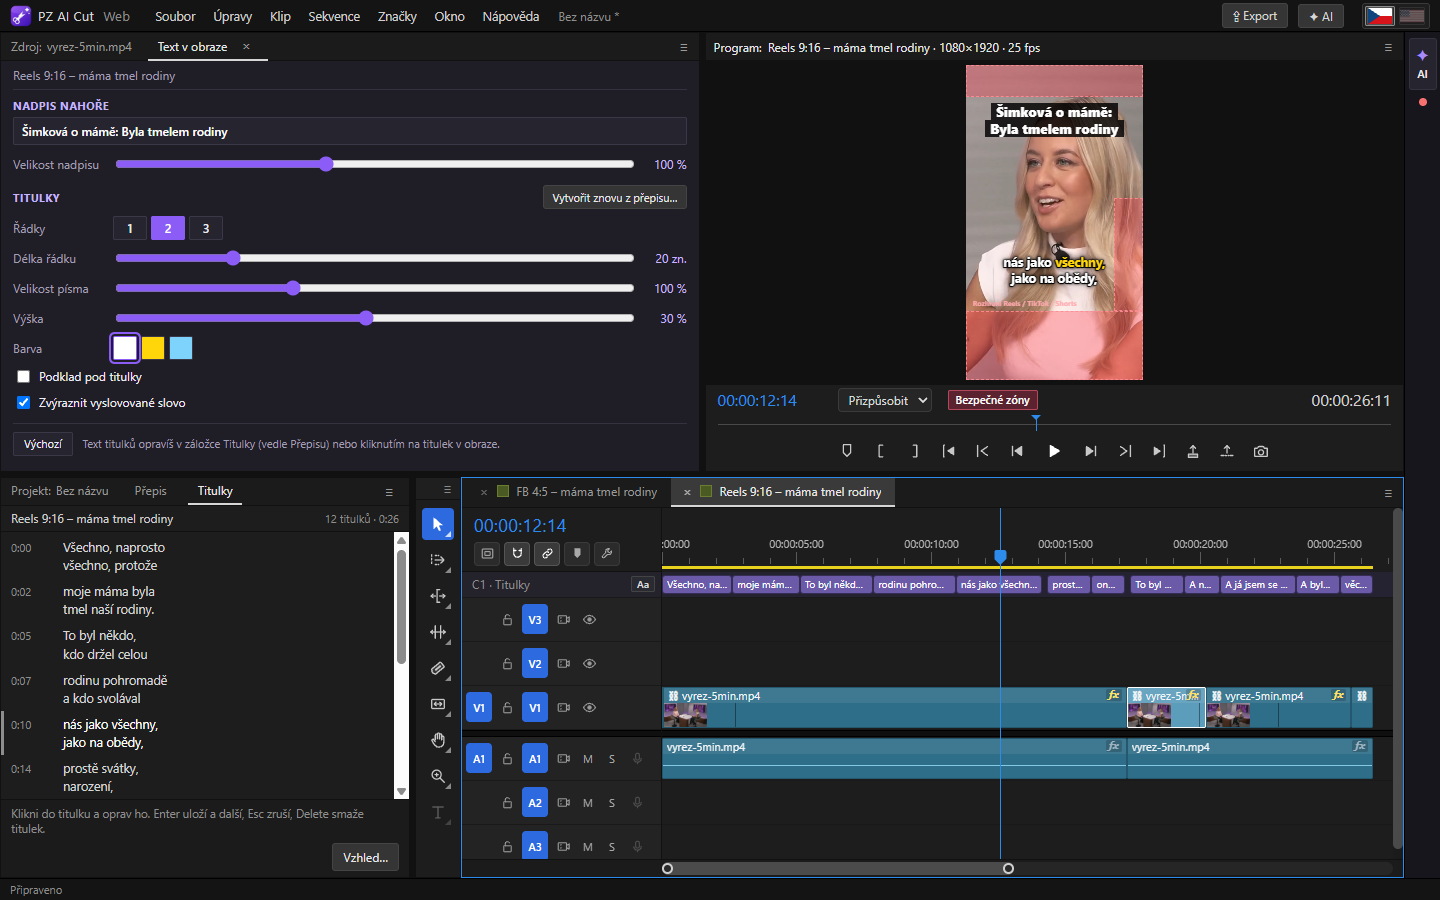 PZ AI Cut Web Soubor Úpravy Klip Sekvence Značky Okno Nápověda Bez názvu * Export AI
Zdroj: vyrez-5min.mp4 Text v obraze ×
Reels 9:16 – máma tmel rodiny
NADPIS NAHOŘE
Šimková o mámě: Byla tmelem rodiny
Velikost nadpisu 100 %
TITULKY Vytvořit znovu z přepisu...
Řádky 1 2 3
Délka řádku 20 zn.
Velikost písma 100 %
Výška 30 %
Barva
Podklad pod titulky
Zvýraznit vyslovované slovo
Výchozí Text titulků opravíš v záložce Titulky (vedle Přepisu) nebo kliknutím na titulek v obraze.
Program: Reels 9:16 – máma tmel rodiny · 1080×1920 · 25 fps
Šimková o mámě:
Byla tmelem rodiny
nás jako všechny,
jako na obědy,
Reels / TikTok / Shorts
00:00:12:14 Přizpůsobit Bezpečné zóny 00:00:26:11
AI
Projekt: Bez názvu Přepis Titulky
Reels 9:16 – máma tmel rodiny 12 titulků · 0:26
0:00 Všechno, naprosto
všechno, protože
0:02 moje máma byla
tmel naší rodiny.
0:05 To byl někdo,
kdo držel celou
0:07 rodinu pohromadě
a kdo svolával
0:10 nás jako všechny,
jako na obědy,
0:14 prostě svátky,
narození,
Klikni do titulku a oprav ho. Enter uloží a další, Esc zruší, Delete smaže
titulek.
Vzhled...
× FB 4:5 – máma tmel rodiny × Reels 9:16 – máma tmel rodiny
00:00:12:14
:00:00 00:00:05:00 00:00:10:00 00:00:15:00 00:00:20:00 00:00:25:00
C1 · Titulky Aa Všechno, na... moje mám... To byl někd... rodinu pohro... nás jako všechn... prost... on... To byl ... A n... A já jsem se ... A byl... věc...
V3
V2
V1 V1 vyrez-5min.mp4 fx vyrez-5m fx vyrez-5min.mp4 fx
A1 A1 M S vyrez-5min.mp4 fx vyrez-5min.mp4 fx
A2 M S
A3 M S
Připraveno